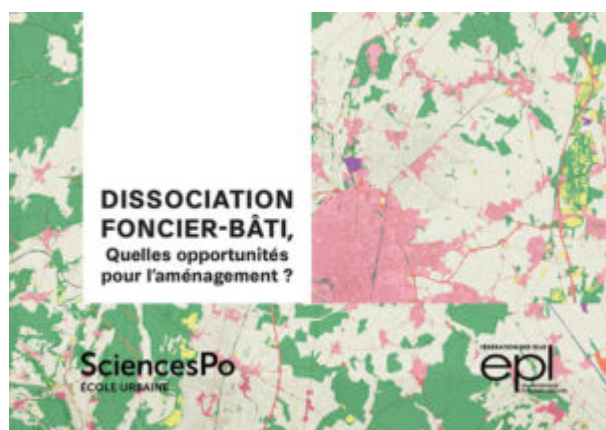 DISSOCIATION
FONCIER-BÂTI,
Quelles opportunités
pour l'aménagement ?
SciencesPo
ÉCOLE URBAINE
epl